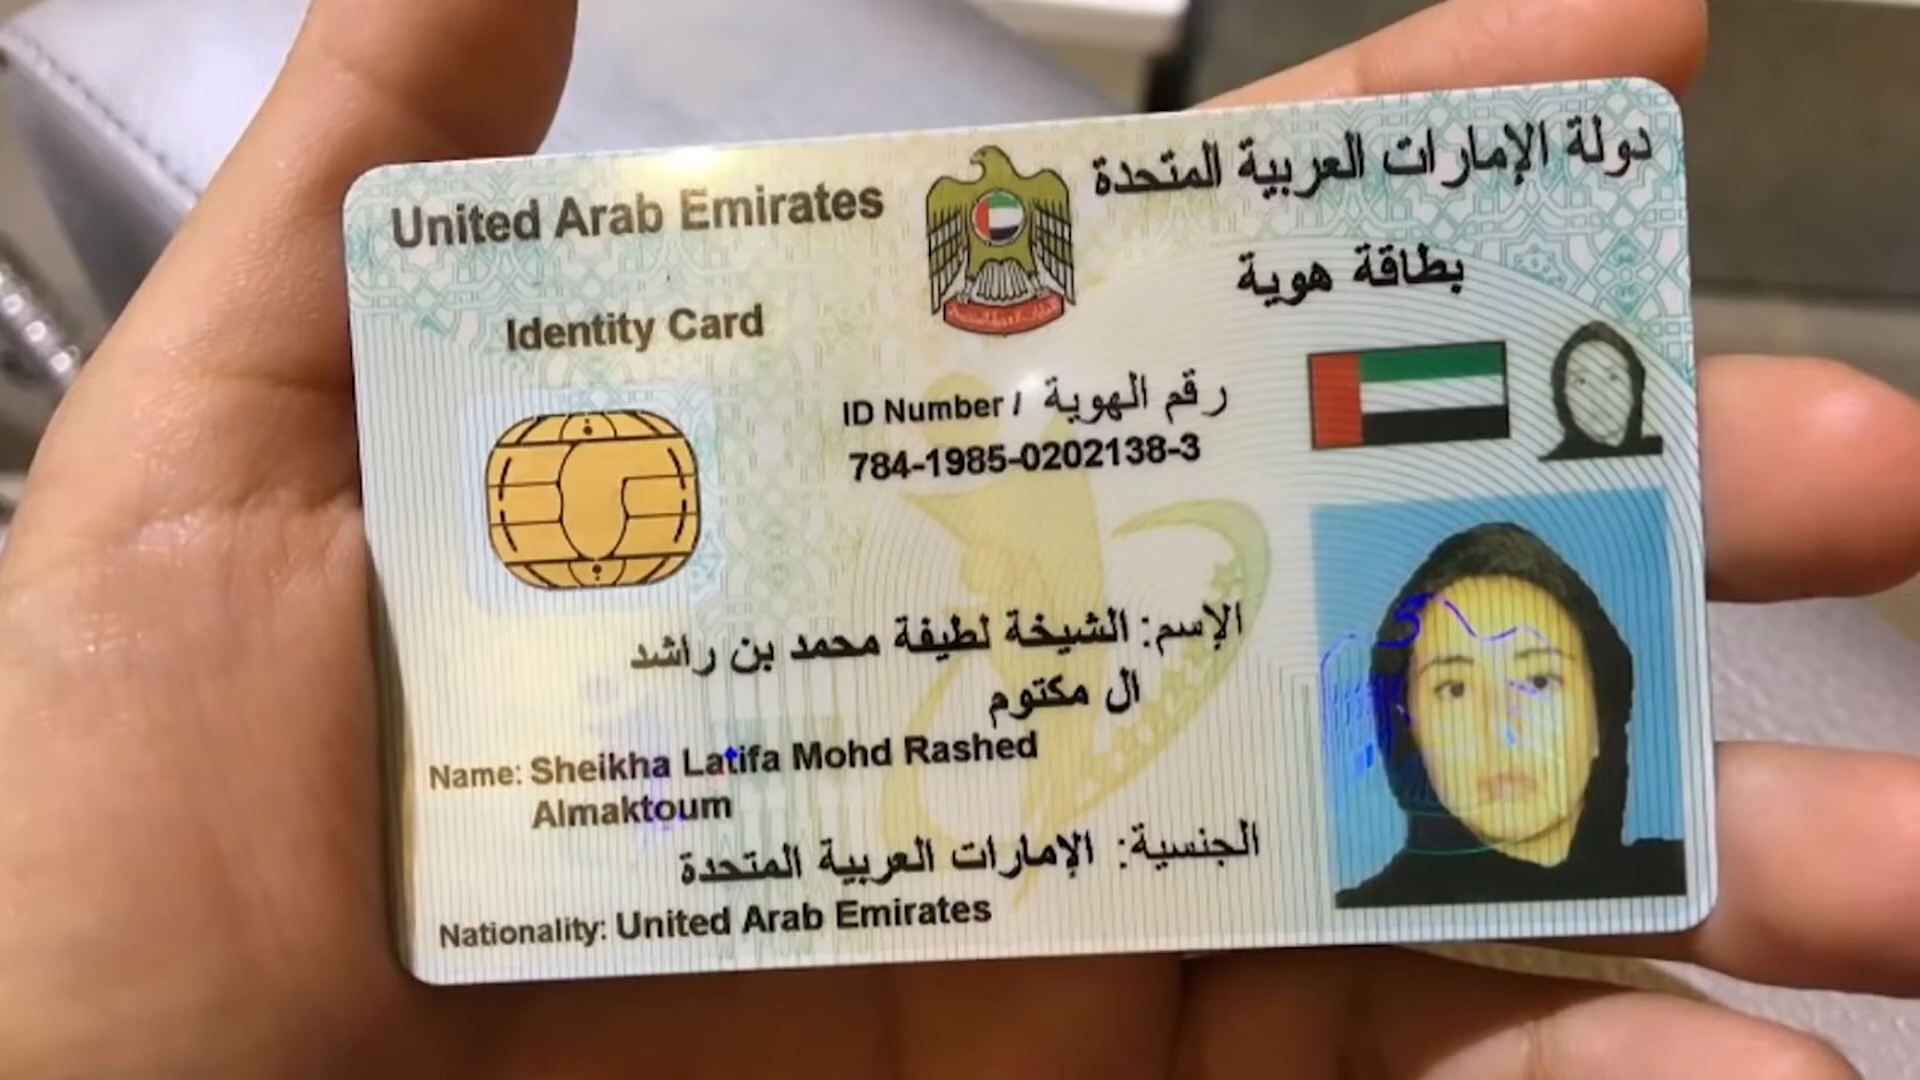 United Arab Emirates
دولة الإمارات العربية المتحدة
Identity Card
بطاقة هوية
ID Number / رقم الهوية
784-1985-0202138-3
الإسم: الشيخة لطيفة محمد بن راشد
ال مكتوم
Name: Sheikha Latifa Mohd Rashed
Almaktoum
الجنسية: الإمارات العربية المتحدة
Nationality: United Arab Emirates